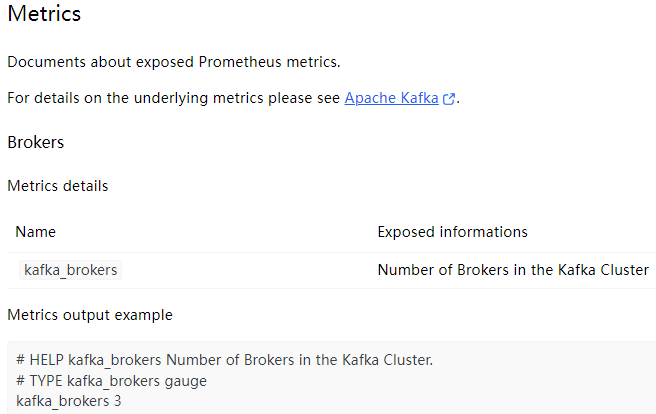 Metrics
Documents about exposed Prometheus metrics.
For details on the underlying metrics please see Apache Kafka.
Brokers
Metrics details
Name Exposed informations
kafka_brokers Number of Brokers in the Kafka Cluster
Metrics output example
# HELP kafka_brokers Number of Brokers in the Kafka Cluster.
# TYPE kafka_brokers gauge
kafka_brokers 3